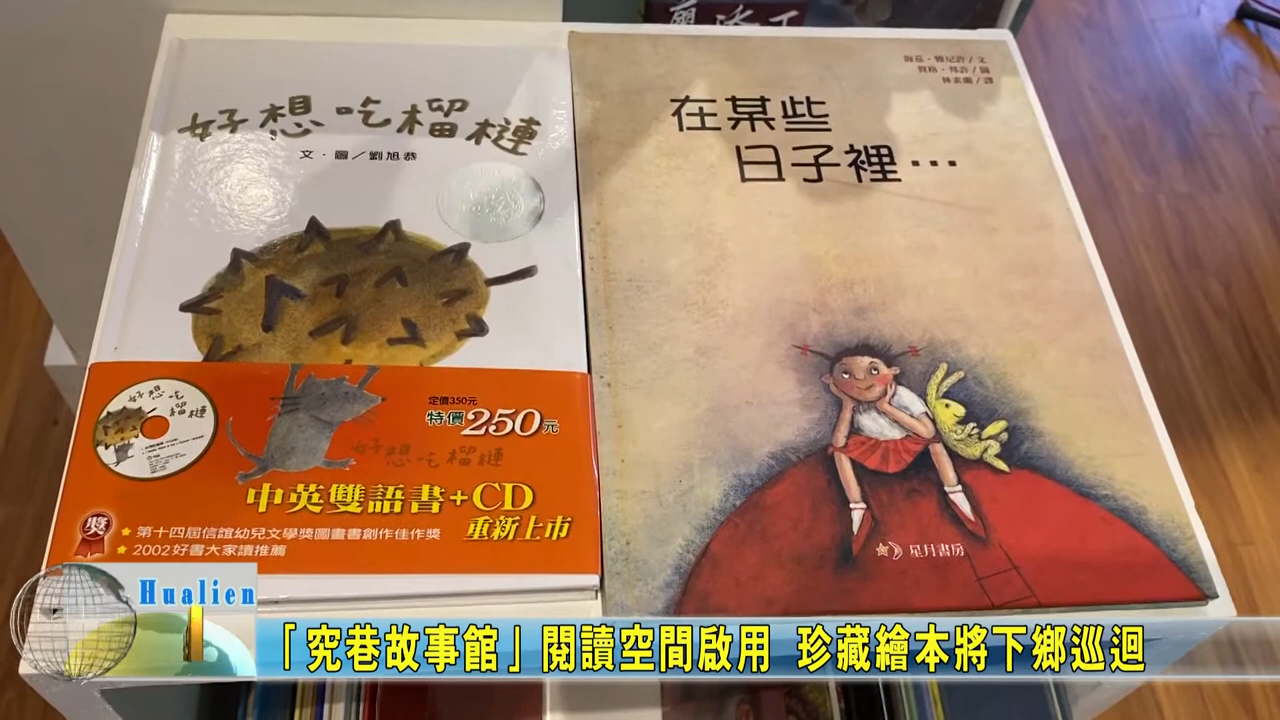 好想吃榴槤
文・圖／劉旭恭
定價350元
特價250元
好想吃榴槤
好想吃
榴槤
中英雙語書+CD
重新上市
獎
★ 第十四屆信誼幼兒文學獎圖畫書創作佳作獎
★ 2002好書大家讀推薦
林素蘭／譯
在某些
日子裡…
星月書房
Hualien
「究巷故事館」閱讀空間啟用 珍藏繪本將下鄉巡迴